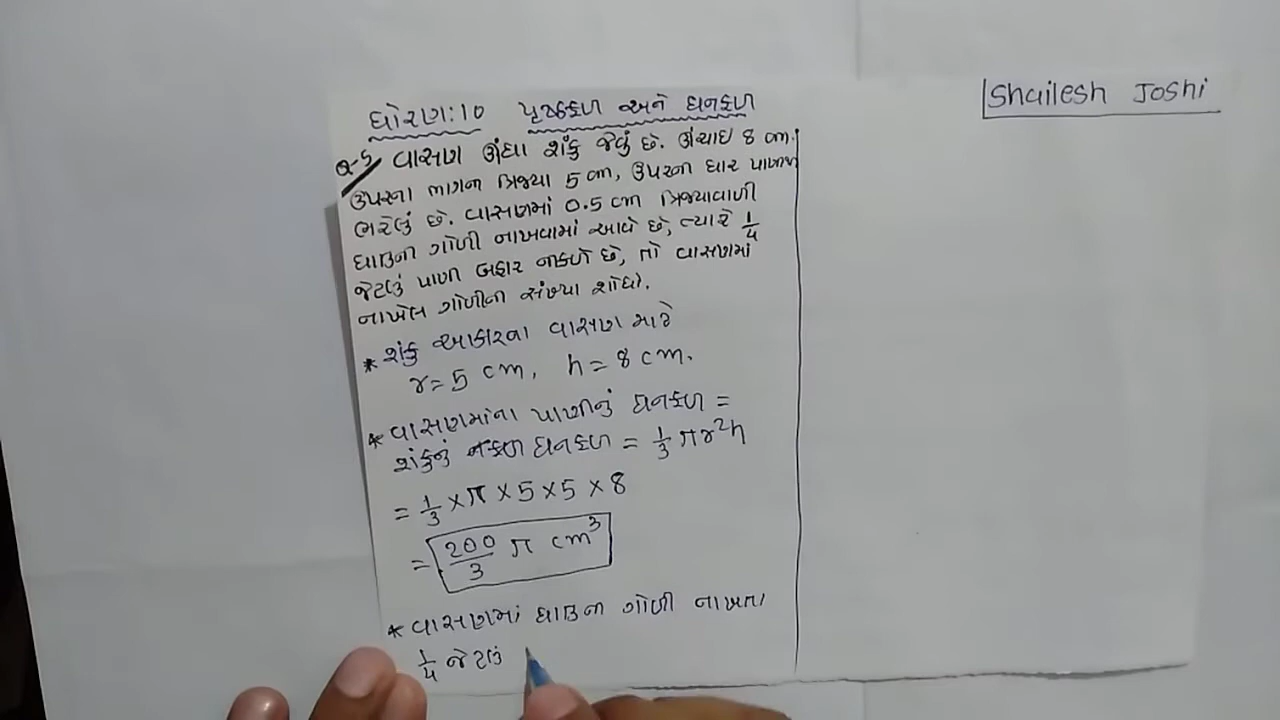 ધોરણ:10 પૃષ્ઠફળ અને ઘનફળ
Shailesh Joshi
Q-5 વાસણ ઊંધા શંકુ જેવું છે. ઊંચાઇ 8 cm.
ઉપરના ભાગની ત્રિજ્યા 5 cm, ઉપરની ધાર પાણીથી
ભરેલું છે. વાસણમાં 0.5 cm ત્રિજ્યાવાળી
ધાતુની ગોળી નાખવામાં આવે છે, ત્યારે 1/4
જેટલું પાણી બહાર નીકળે છે, તો વાસણમાં
નાખેલ ગોળીની સંખ્યા શોધો.
* શંકુ આકારના વાસણ માટે
r = 5 cm, h = 8 cm.
* વાસણમાંના પાણીનું ઘનફળ =
શંકુનું ઘનફળ = 1/3 πr²h
= 1/3 × π × 5 × 5 × 8
= 200/3 π cm³
* વાસણમાં ધાતુની ગોળી નાખતા
1/4 જેટલું